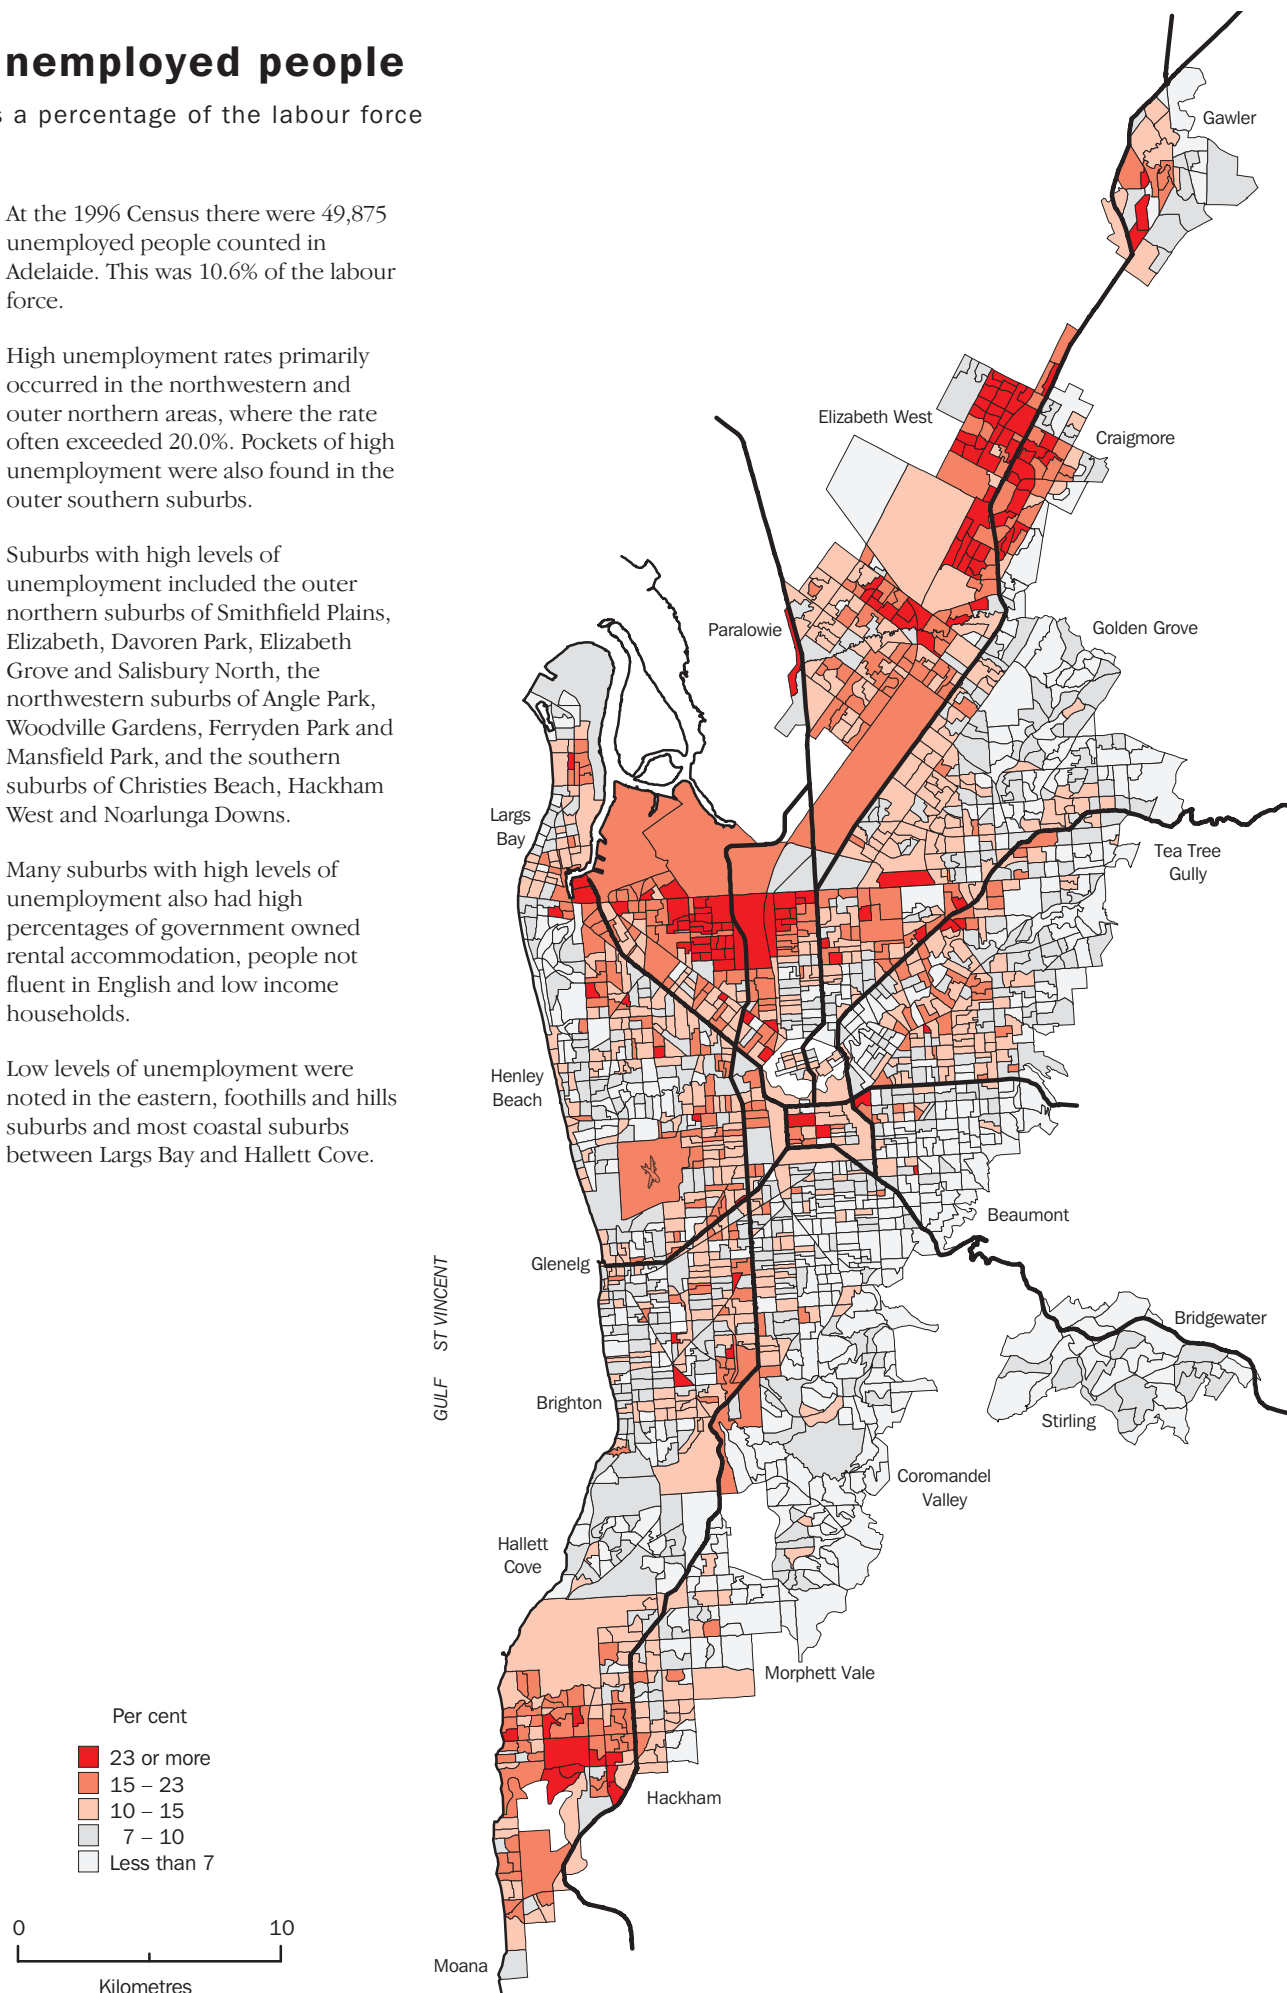 nemployed people
s a percentage of the labour force
At the 1996 Census there were 49,875
unemployed people counted in
Adelaide. This was 10.6% of the labour
force.
High unemployment rates primarily
occurred in the northwestern and
outer northern areas, where the rate
often exceeded 20.0%. Pockets of high
unemployment were also found in the
outer southern suburbs.
Suburbs with high levels of
unemployment included the outer
northern suburbs of Smithfield Plains,
Elizabeth, Davoren Park, Elizabeth
Grove and Salisbury North, the
northwestern suburbs of Angle Park,
Woodville Gardens, Ferryden Park and
Mansfield Park, and the southern
suburbs of Christies Beach, Hackham
West and Noarlunga Downs.
Many suburbs with high levels of
unemployment also had high
percentages of government owned
rental accommodation, people not
fluent in English and low income
households.
Low levels of unemployment were
noted in the eastern, foothills and hills
suburbs and most coastal suburbs
between Largs Bay and Hallett Cove.
Gawler
Elizabeth West
Craigmore
Paralowie
Golden Grove
Largs
Bay
Tea Tree
Gully
Henley
Beach
Beaumont
Glenelg
GULF ST VINCENT
Bridgewater
Brighton
Stirling
Coromandel
Valley
Hallett
Cove
Morphett Vale
Hackham
Moana
Per cent
23 or more
15 – 23
10 – 15
7 – 10
Less than 7
0 10
Kilometres